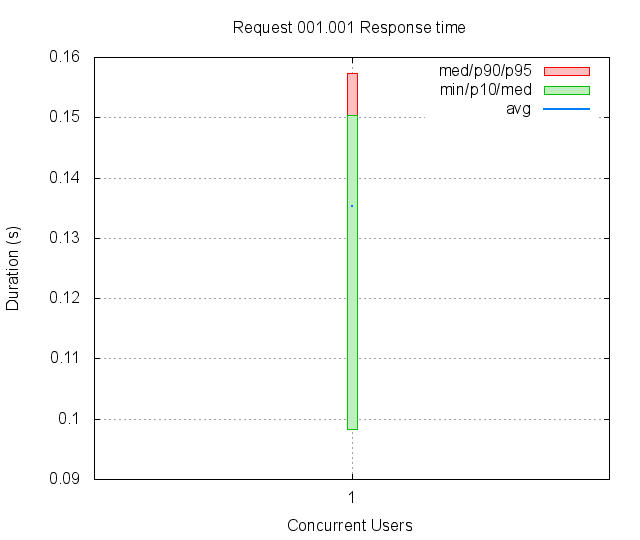 Request 001.001 Response time
0.16
0.15
0.14
0.13
0.12
0.11
0.1
0.09
Duration (s)
med/p90/p95
min/p10/med
avg
1
Concurrent Users